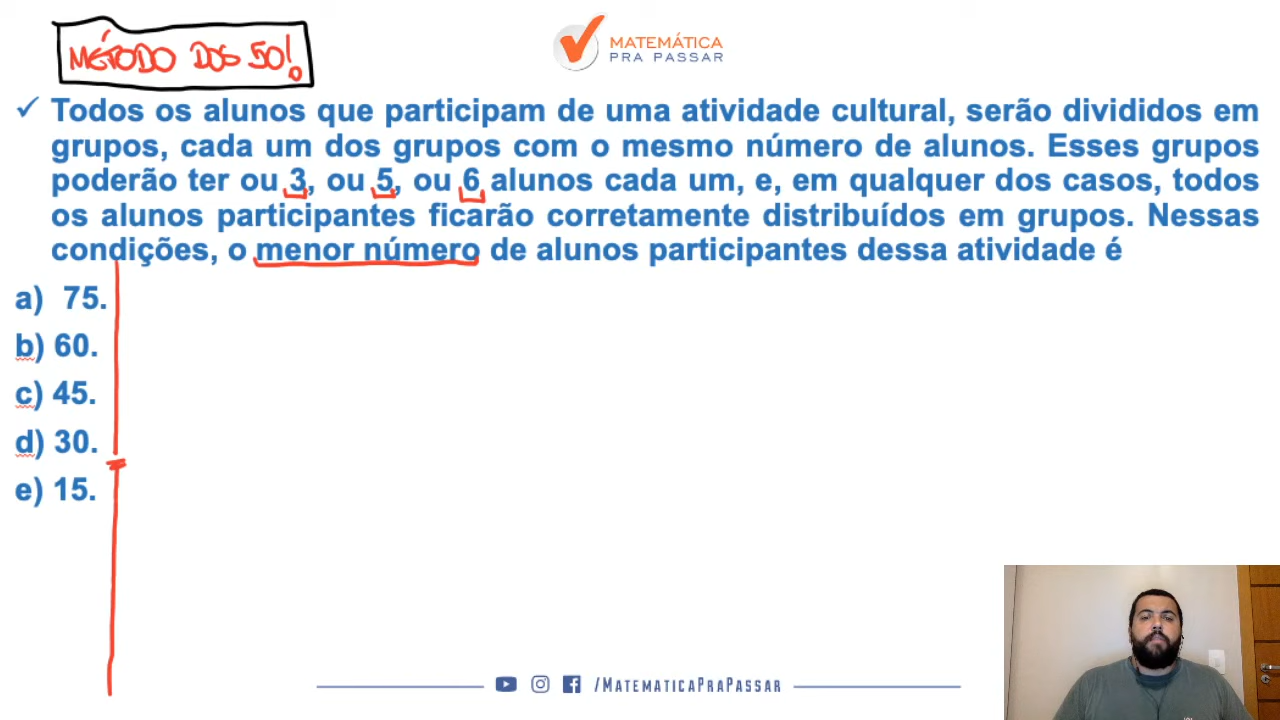 MÉTODO DOS 50!
MATEMÁTICA
PRA PASSAR
✓ Todos os alunos que participam de uma atividade cultural, serão divididos em
grupos, cada um dos grupos com o mesmo número de alunos. Esses grupos
poderão ter ou 3, ou 5, ou 6 alunos cada um, e, em qualquer dos casos, todos
os alunos participantes ficarão corretamente distribuídos em grupos. Nessas
condições, o menor número de alunos participantes dessa atividade é
a) 75.
b) 60.
c) 45.
d) 30.
e) 15.
/MATEMATICAPRAPASSAR